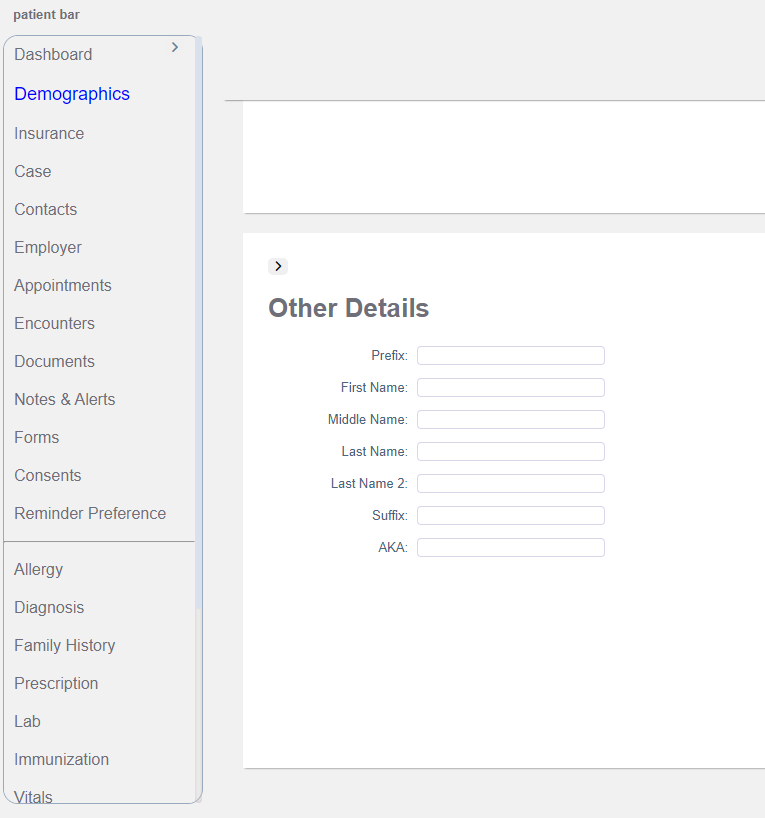 patient bar
Dashboard
Demographics
Insurance
Case
Contacts
Employer
Appointments
Encounters
Documents
Notes & Alerts
Forms
Consents
Reminder Preference
Allergy
Diagnosis
Family History
Prescription
Lab
Immunization
Vitals
Other Details
Prefix:
First Name:
Middle Name:
Last Name:
Last Name 2:
Suffix:
AKA: